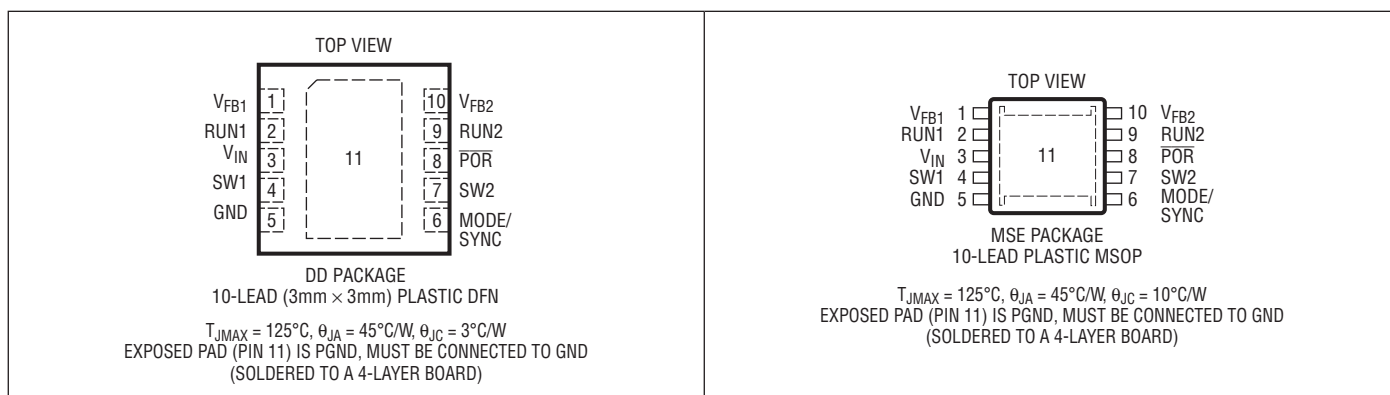 TOP VIEW
VFB1 1 10 VFB2
RUN1 2 9 RUN2
VIN 3 11 8 POR
SW1 4 7 SW2
GND 5 6 MODE/
SYNC
DD PACKAGE
10-LEAD (3mm × 3mm) PLASTIC DFN
TJMAX = 125°C, θJA = 45°C/W, θJC = 3°C/W
EXPOSED PAD (PIN 11) IS PGND, MUST BE CONNECTED TO GND
(SOLDERED TO A 4-LAYER BOARD)
TOP VIEW
VFB1 1 10 VFB2
RUN1 2 9 RUN2
VIN 3 11 8 POR
SW1 4 7 SW2
GND 5 6 MODE/
SYNC
MSE PACKAGE
10-LEAD PLASTIC MSOP
TJMAX = 125°C, θJA = 45°C/W, θJC = 10°C/W
EXPOSED PAD (PIN 11) IS PGND, MUST BE CONNECTED TO GND
(SOLDERED TO A 4-LAYER BOARD)